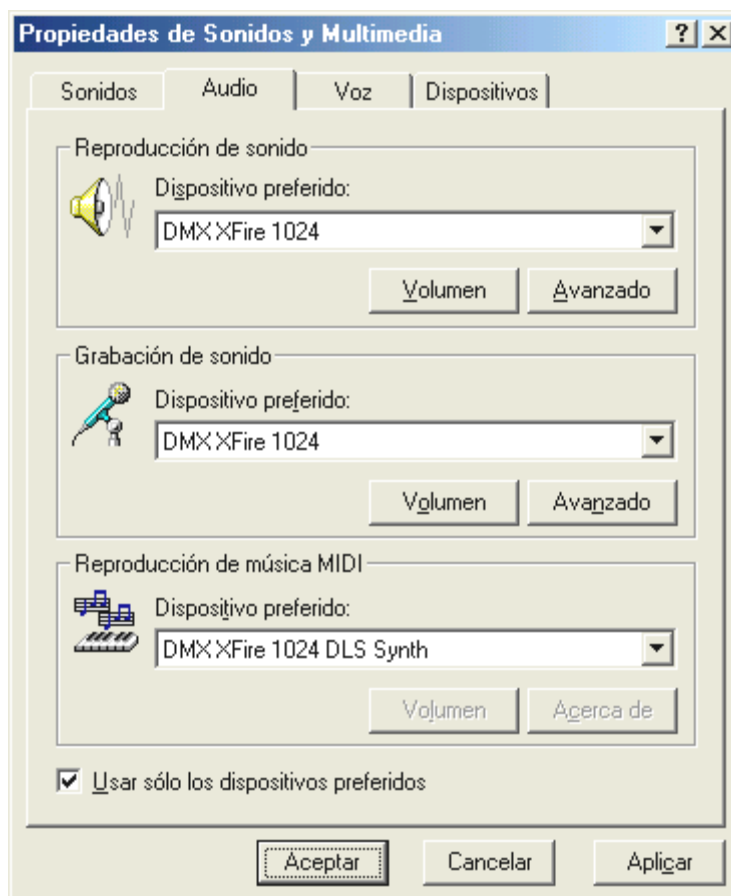 Propiedades de Sonidos y Multimedia
Sonidos Audio Voz Dispositivos
Reproducción de sonido
Dispositivo preferido:
DMX XFire 1024
Volumen Avanzado
Grabación de sonido
Dispositivo preferido:
DMX XFire 1024
Volumen Avanzado
Reproducción de música MIDI
Dispositivo preferido:
DMX XFire 1024 DLS Synth
Volumen Acerca de
Usar sólo los dispositivos preferidos
Aceptar Cancelar Aplicar